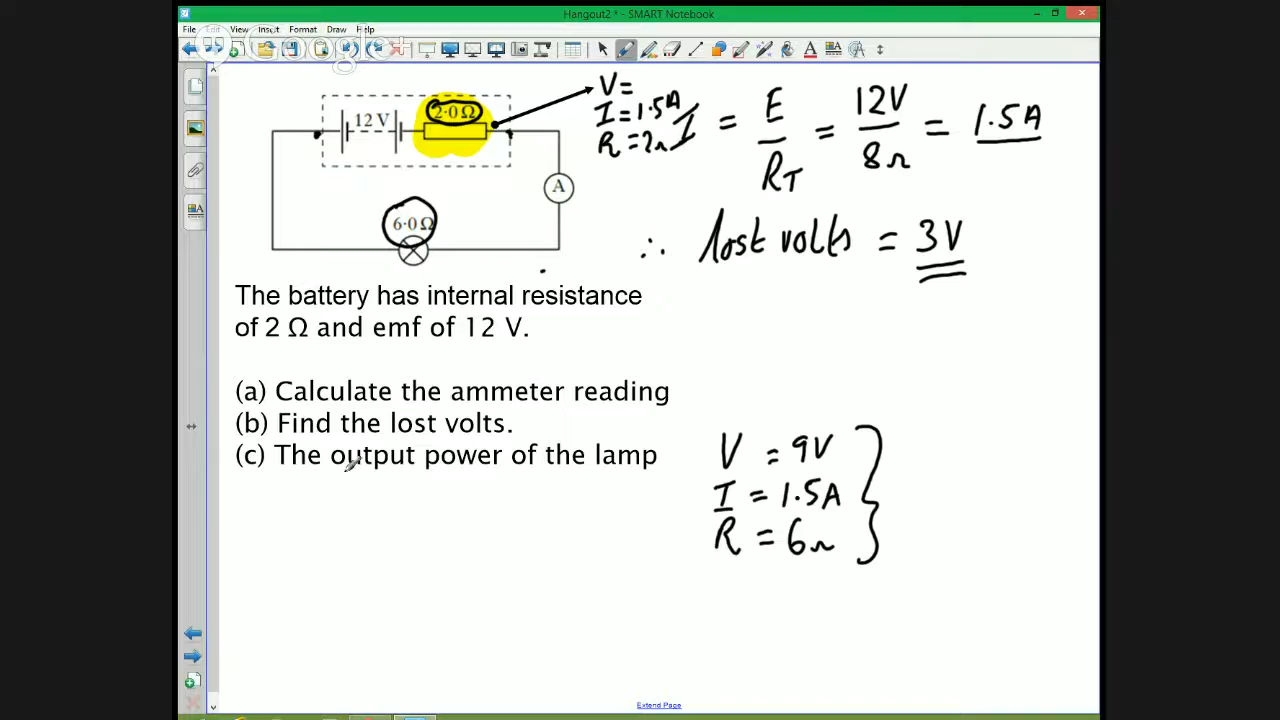 Hangout2 * - SMART Notebook
File Edit View Insert Format Draw Help
Google+
12 V
2·0 Ω
A
6·0 Ω
V =
I = 1.5A
R = 2Ω
I = E / RT = 12V / 8Ω = 1.5A
∴ lost volts = 3V
The battery has internal resistance
of 2 Ω and emf of 12 V.
(a) Calculate the ammeter reading
(b) Find the lost volts.
(c) The output power of the lamp
V = 9V
I = 1.5A
R = 6Ω
Extend Page